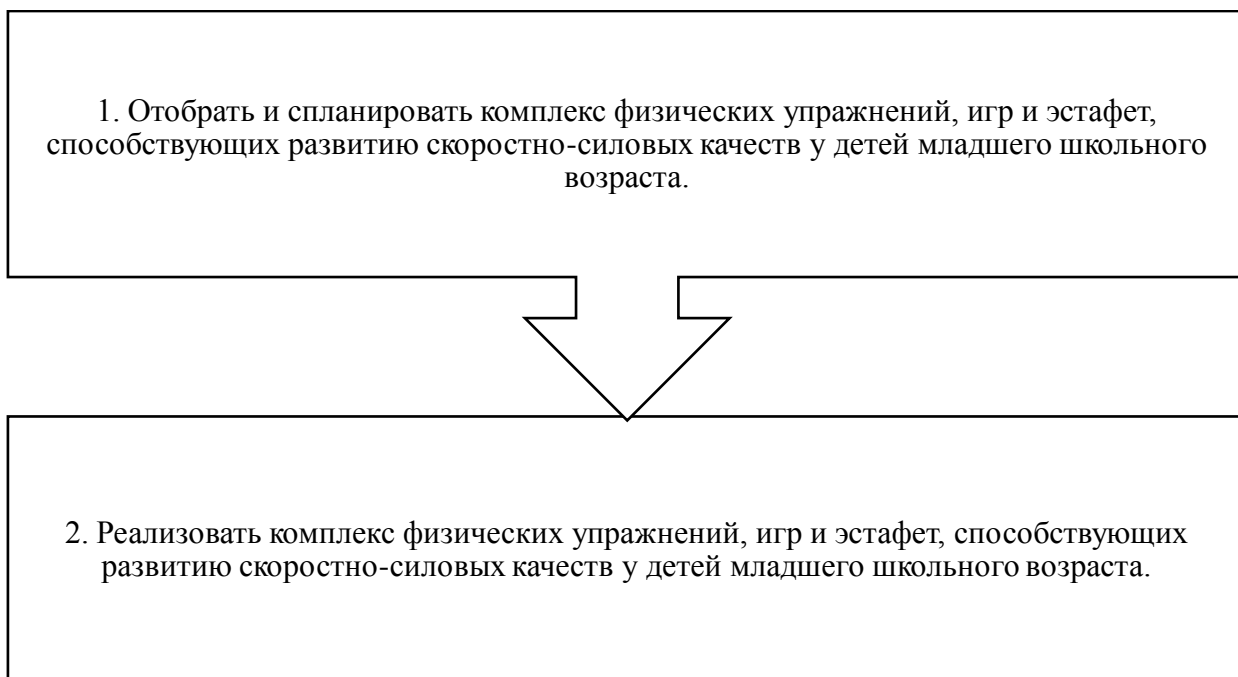 1. Отобрать и спланировать комплекс физических упражнений, игр и эстафет,
способствующих развитию скоростно-силовых качеств у детей младшего школьного
возраста.
2. Реализовать комплекс физических упражнений, игр и эстафет, способствующих
развитию скоростно-силовых качеств у детей младшего школьного возраста.